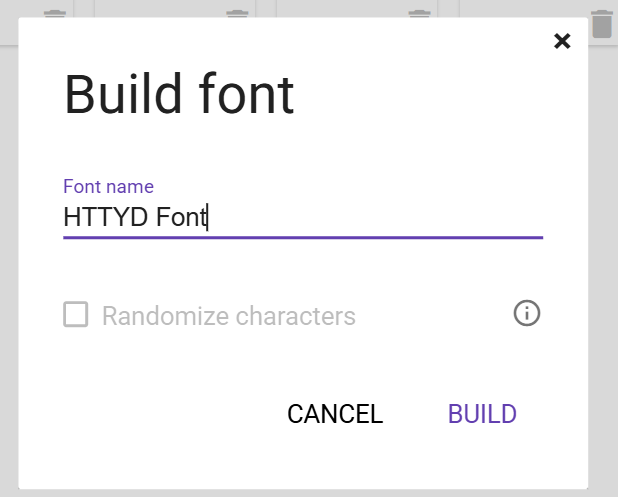 Build font
Font name
HTTYD Font
Randomize characters
CANCEL BUILD